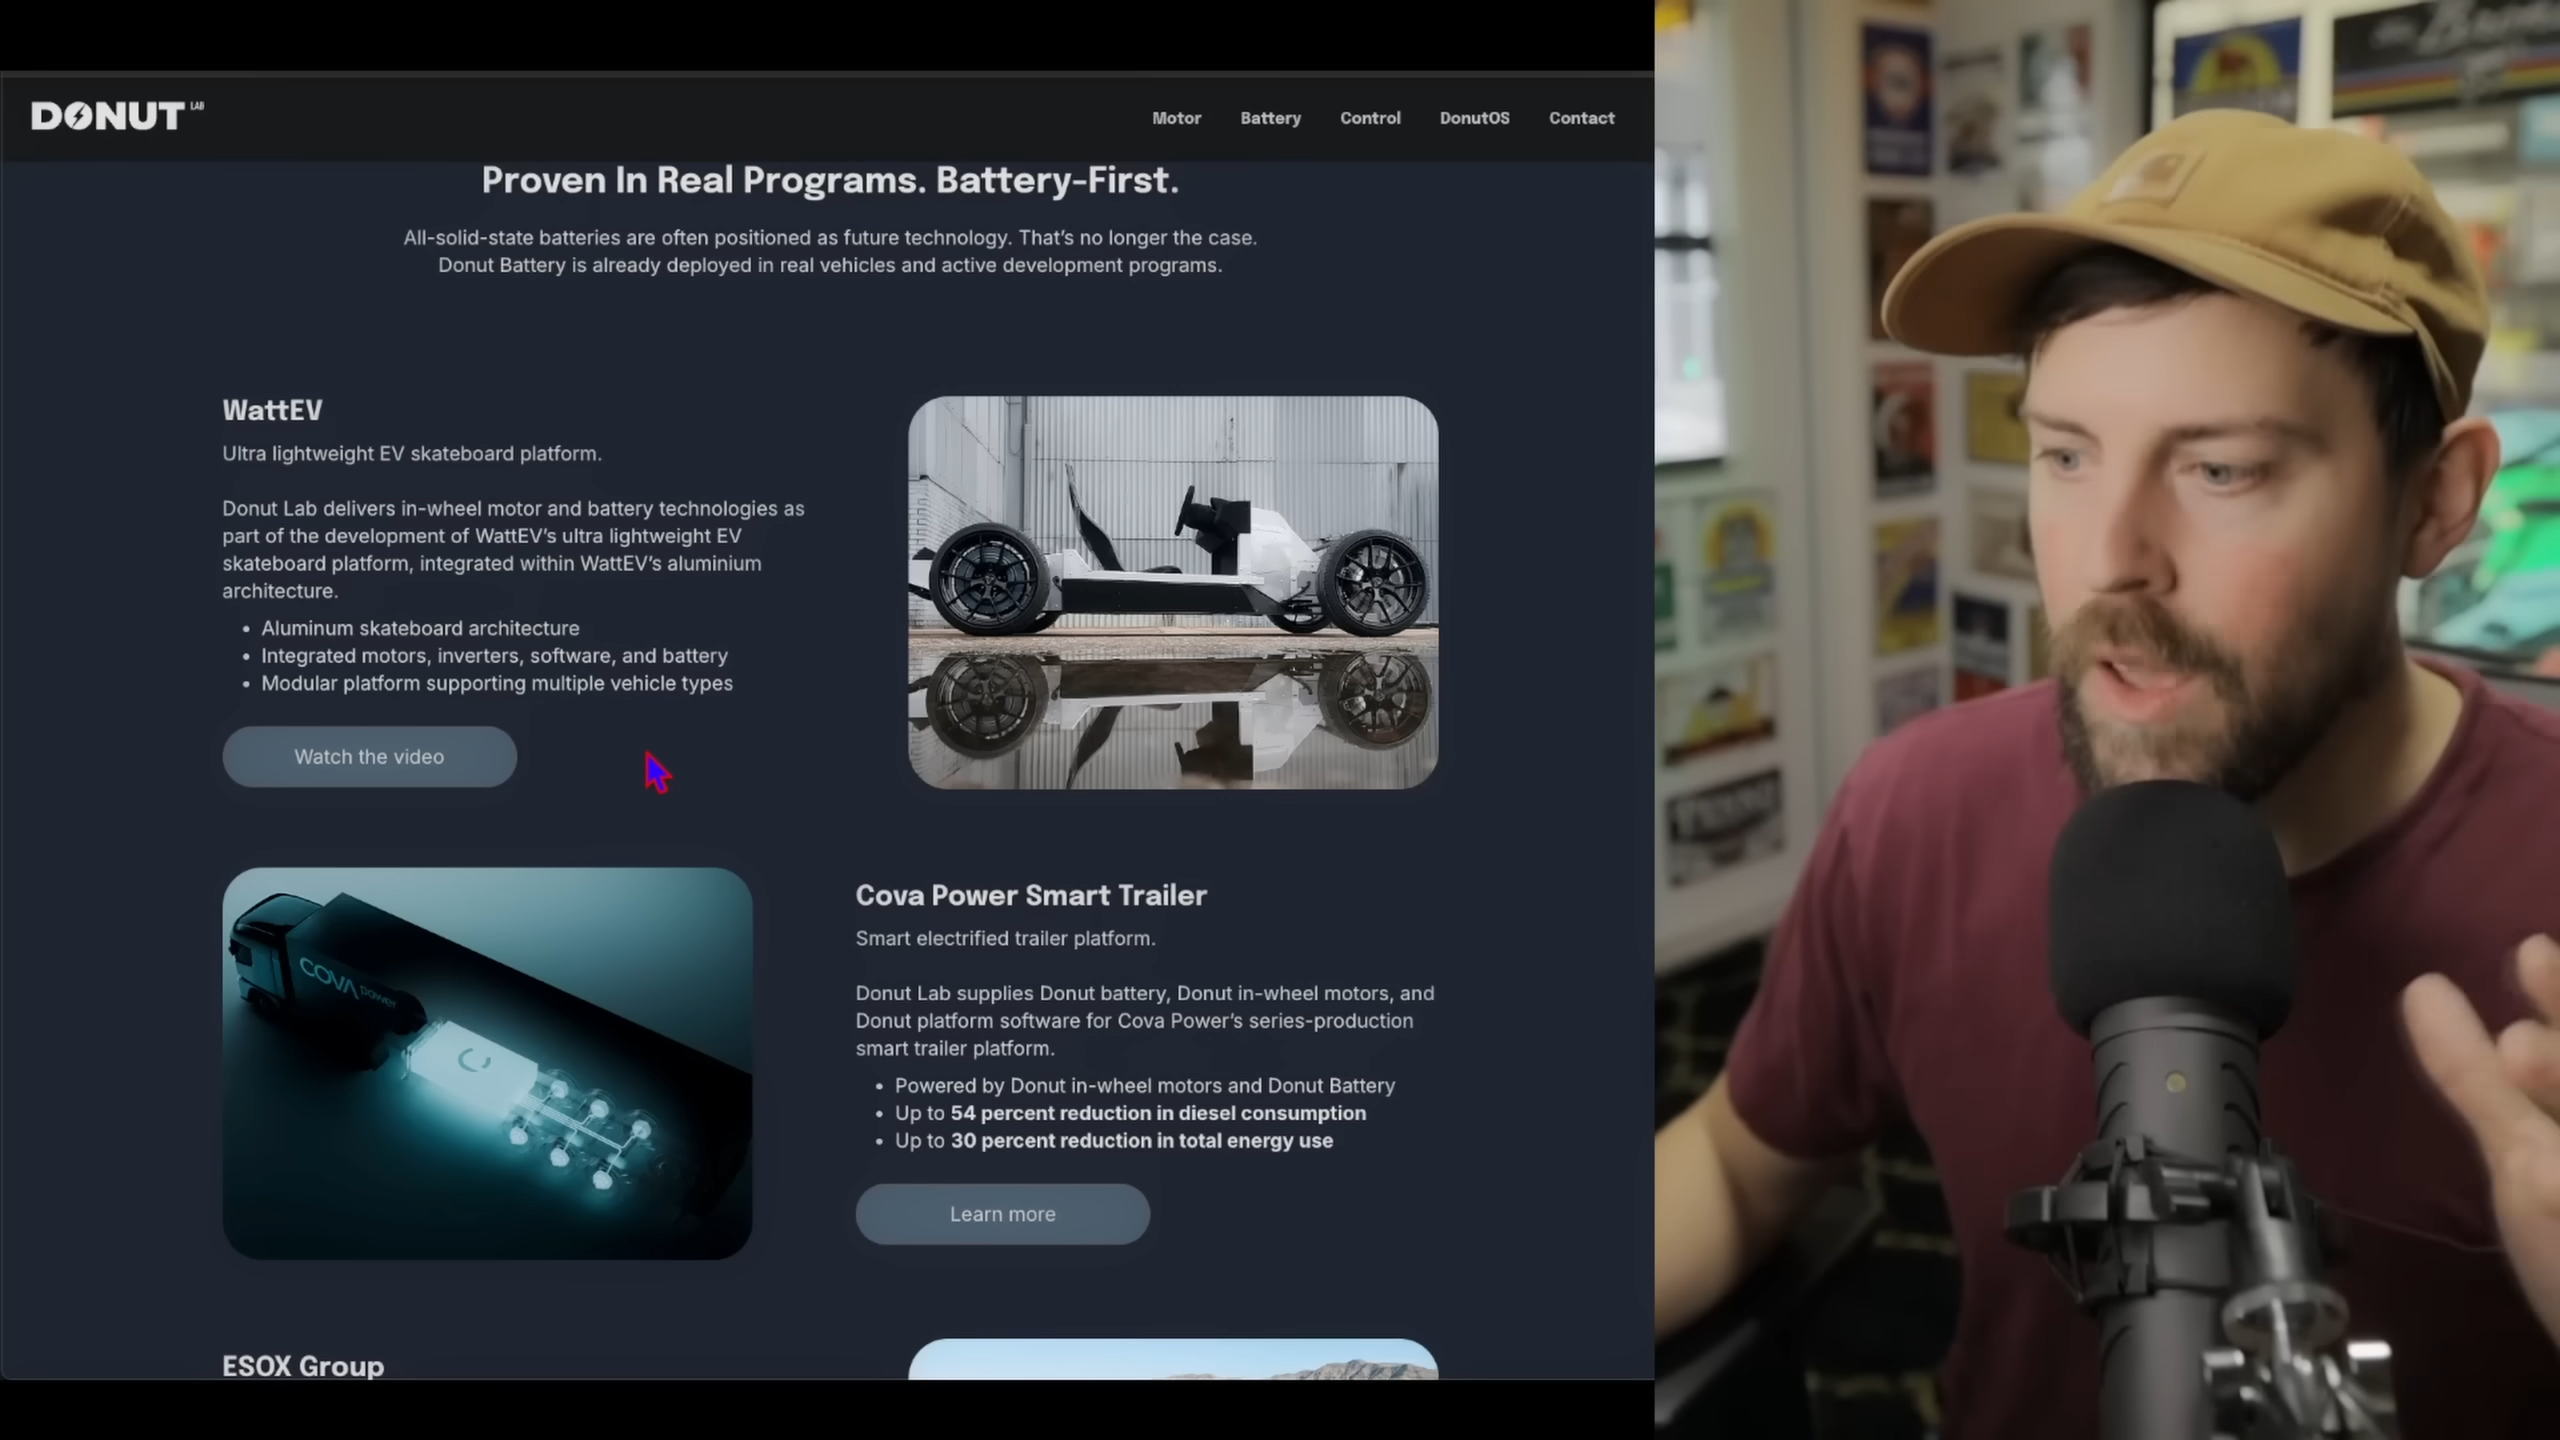 DONUT LAB
Motor Battery Control DonutOS Contact
Proven In Real Programs. Battery-First.
All-solid-state batteries are often positioned as future technology. That's no longer the case.
Donut Battery is already deployed in real vehicles and active development programs.
WattEV
Ultra lightweight EV skateboard platform.
Donut Lab delivers in-wheel motor and battery technologies as
part of the development of WattEV's ultra lightweight EV
skateboard platform, integrated within WattEV's aluminium
architecture.
• Aluminum skateboard architecture
• Integrated motors, inverters, software, and battery
• Modular platform supporting multiple vehicle types
Watch the video
COVA power
Cova Power Smart Trailer
Smart electrified trailer platform.
Donut Lab supplies Donut battery, Donut in-wheel motors, and
Donut platform software for Cova Power's series-production
smart trailer platform.
• Powered by Donut in-wheel motors and Donut Battery
• Up to 54 percent reduction in diesel consumption
• Up to 30 percent reduction in total energy use
Learn more
ESOX Group